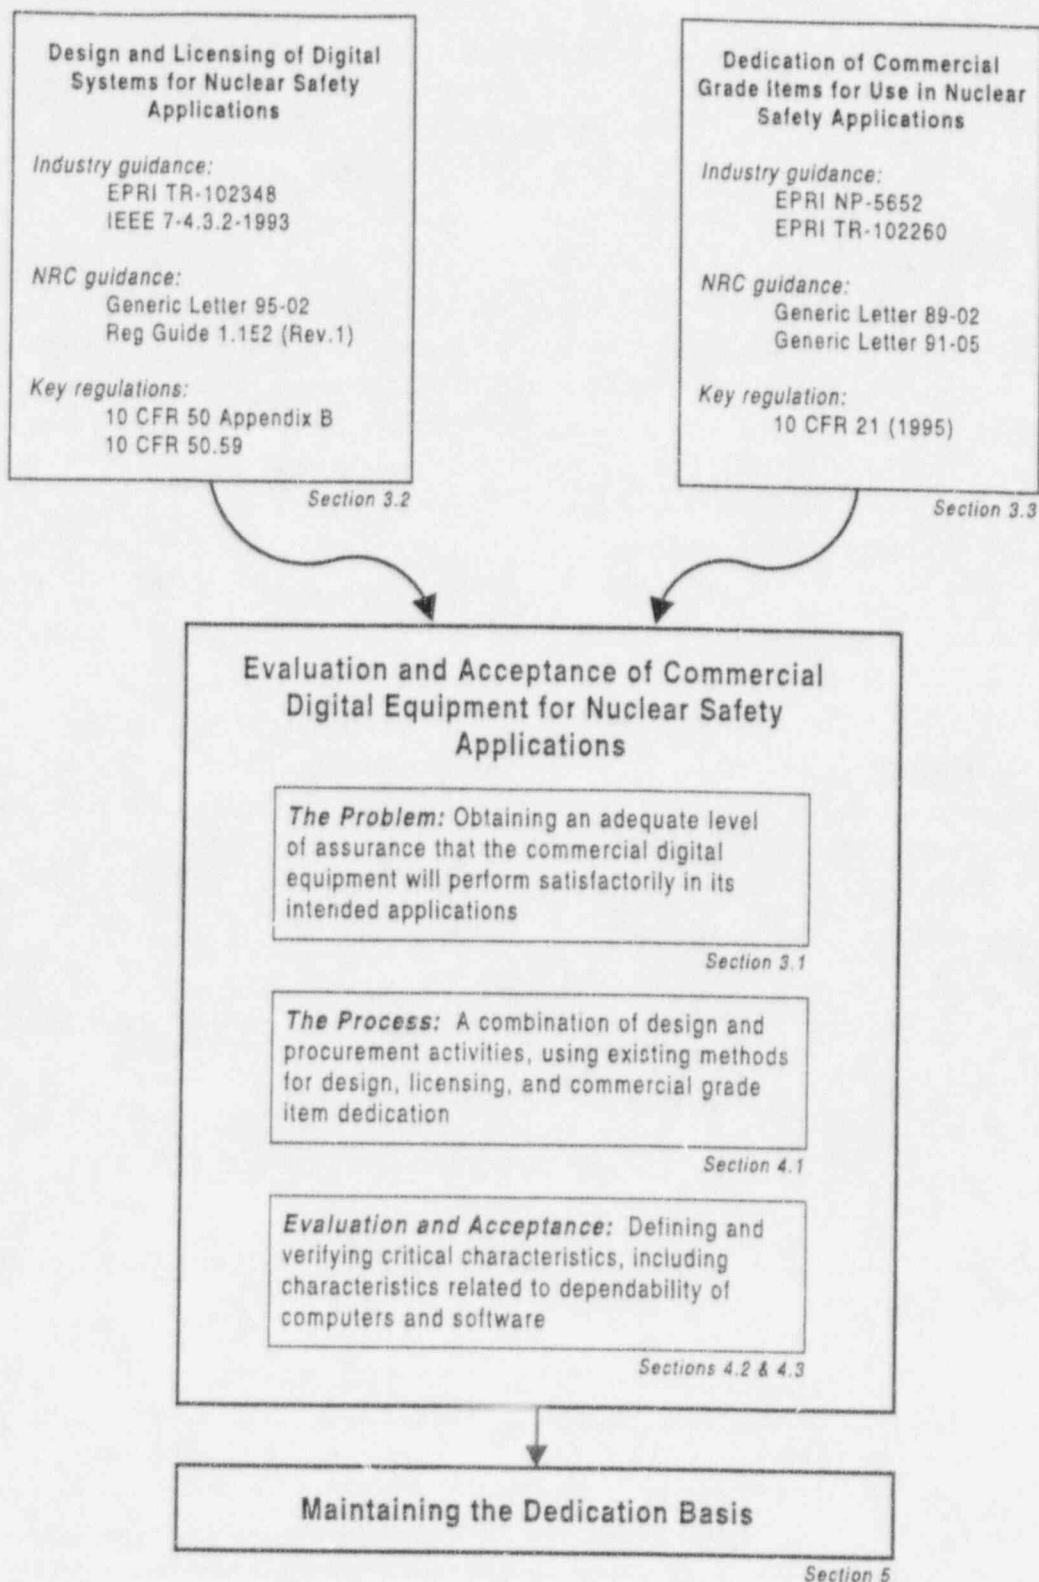 Design and Licensing of Digital
Systems for Nuclear Safety
Applications
Industry guidance:
EPRI TR-102348
IEEE 7-4.3.2-1993
NRC guidance:
Generic Letter 95-02
Reg Guide 1.152 (Rev.1)
Key regulations:
10 CFR 50 Appendix B
10 CFR 50.59
Section 3.2
Dedication of Commercial
Grade Items for Use in Nuclear
Safety Applications
Industry guidance:
EPRI NP-5652
EPRI TR-102260
NRC guidance:
Generic Letter 89-02
Generic Letter 91-05
Key regulation:
10 CFR 21 (1995)
Section 3.3
Evaluation and Acceptance of Commercial
Digital Equipment for Nuclear Safety
Applications
The Problem: Obtaining an adequate level
of assurance that the commercial digital
equipment will perform satisfactorily in its
intended applications
Section 3.1
The Process: A combination of design and
procurement activities, using existing methods
for design, licensing, and commercial grade
item dedication
Section 4.1
Evaluation and Acceptance: Defining and
verifying critical characteristics, including
characteristics related to dependability of
computers and software
Sections 4.2 & 4.3
Maintaining the Dedication Basis
Section 5